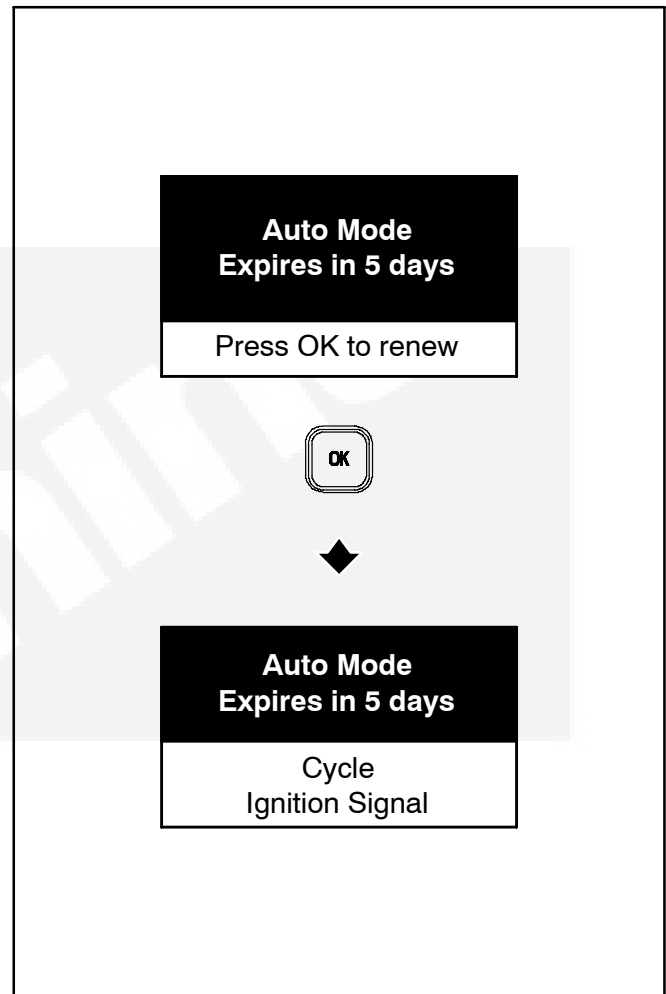 Auto Mode
Expires in 5 days
Press OK to renew
OK
Auto Mode
Expires in 5 days
Cycle
Ignition Signal